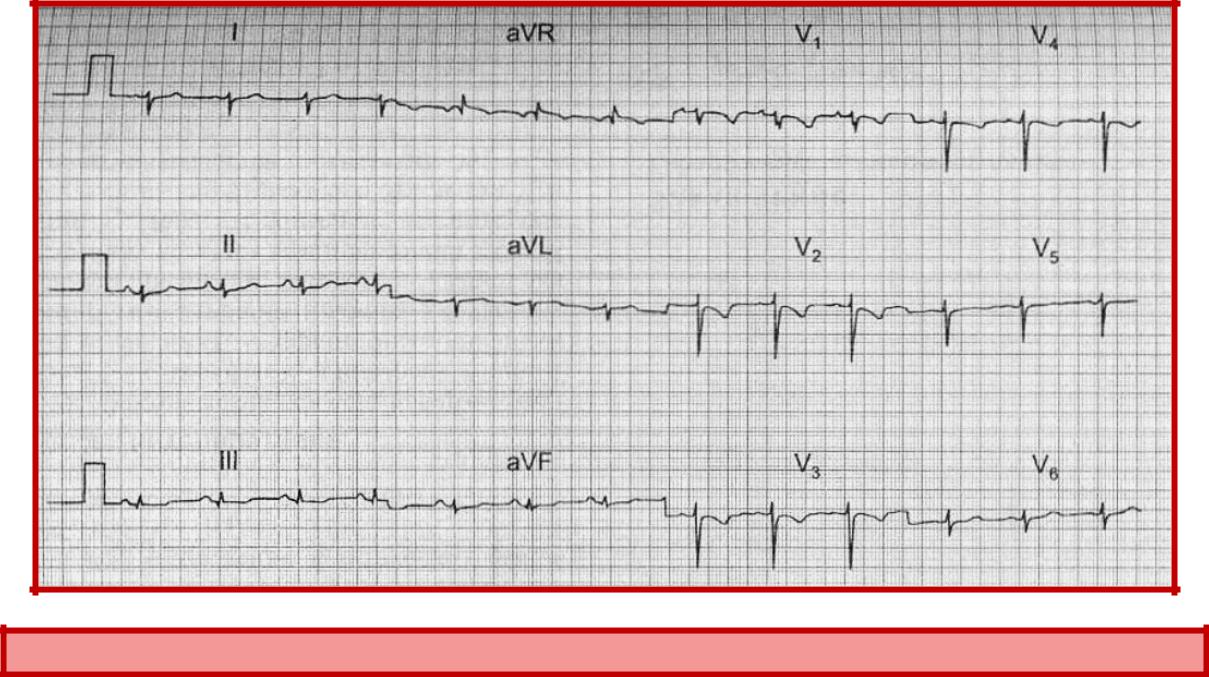 I aVR V₁ V₄
II aVL V₂ V₅
III aVF V₃ V₆